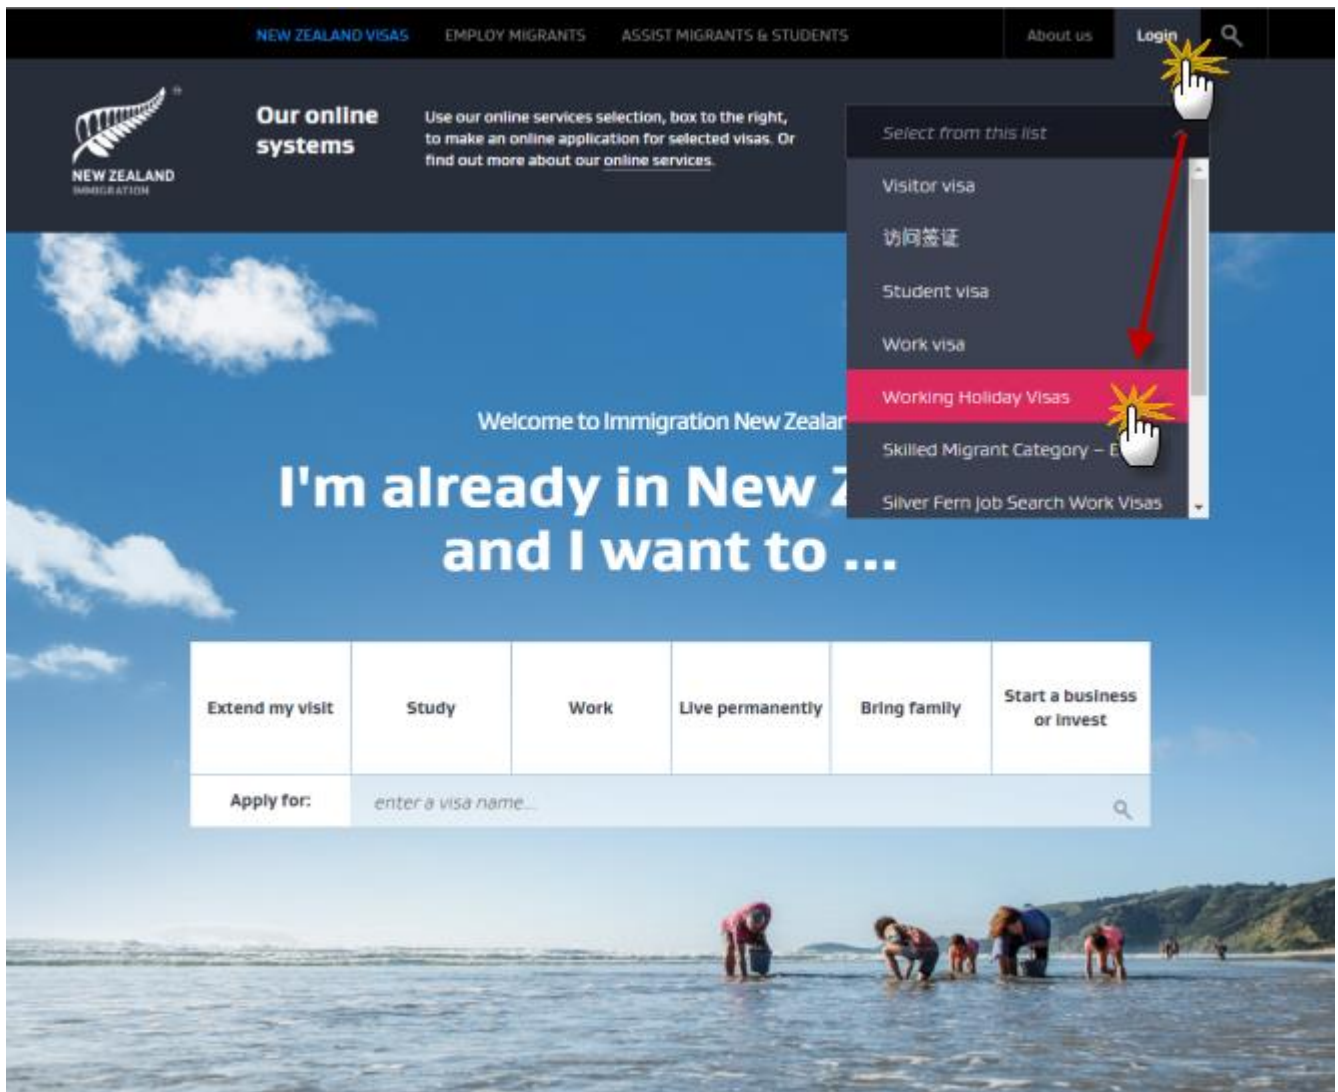 NEW ZEALAND VISAS EMPLOY MIGRANTS ASSIST MIGRANTS & STUDENTS About us Login
NEW ZEALAND
IMMIGRATION
Our online
systems
Use our online services selection, box to the right,
to make an online application for selected visas. Or
find out more about our online services.
Select from this list
Visitor visa
访问签证
Student visa
Work visa
Working Holiday Visas
Skilled Migrant Category – E
Silver Fern Job Search Work Visas
Welcome to Immigration New Zealan
I'm already in New Z
and I want to ...
Extend my visit
Study
Work
Live permanently
Bring family
Start a business
or invest
Apply for: enter a visa name...